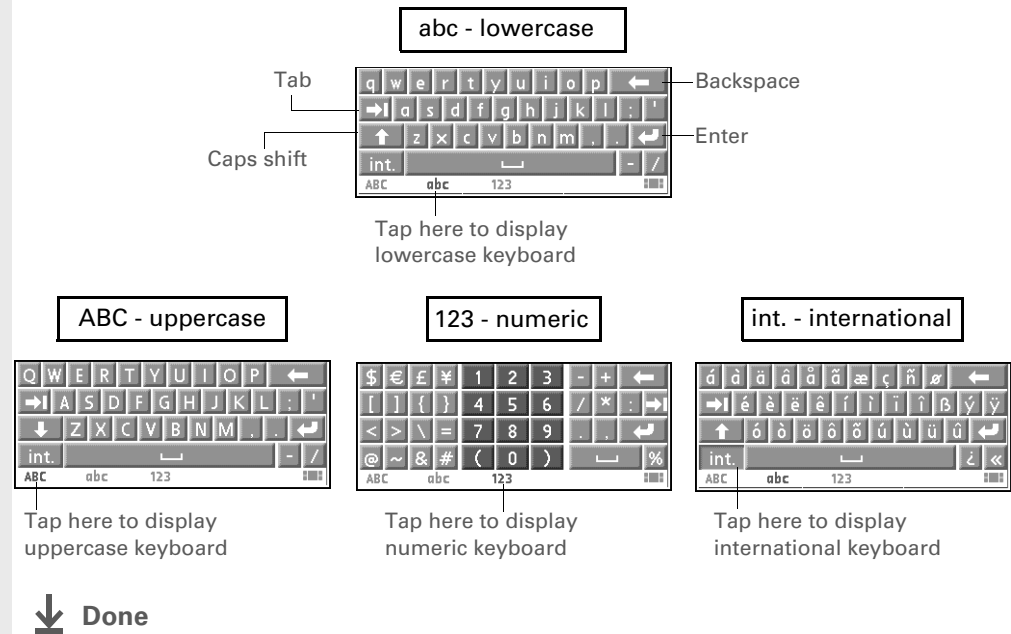 abc - lowercase
Tab
Backspace
Caps shift
Enter
q w e r t y u i o p
a s d f g h j k l ; '
z x c v b n m , .
int. - /
ABC abc 123
Tap here to display
lowercase keyboard
ABC - uppercase
Q W E R T Y U I O P
A S D F G H J K L : '
Z X C V B N M , .
int. - /
ABC abc 123
Tap here to display
uppercase keyboard
123 - numeric
$ € £ ¥ 1 2 3 - +
[ ] { } 4 5 6 / * :
< > \ = 7 8 9 . ,
@ ~ & # ( 0 ) %
ABC abc 123
Tap here to display
numeric keyboard
int. - international
á à ä â å ã æ ç ñ ø
é è ë ê í ì ï î ß ý ÿ
ó ò ö ô õ ú ù ü û
int. ¿ «
ABC abc 123
Tap here to display
international keyboard
Done